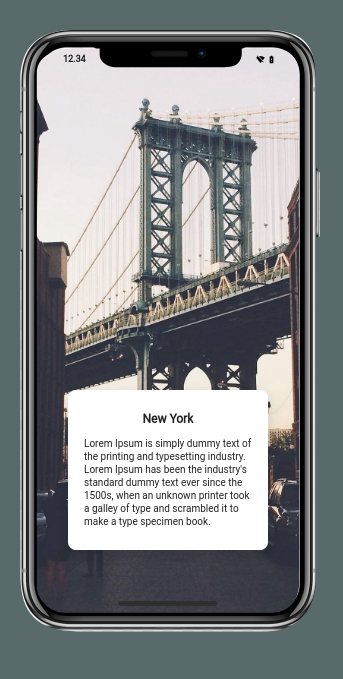 12.34
New York
Lorem Ipsum is simply dummy text of
the printing and typesetting industry.
Lorem Ipsum has been the industry's
standard dummy text ever since the
1500s, when an unknown printer took
a galley of type and scrambled it to
make a type specimen book.